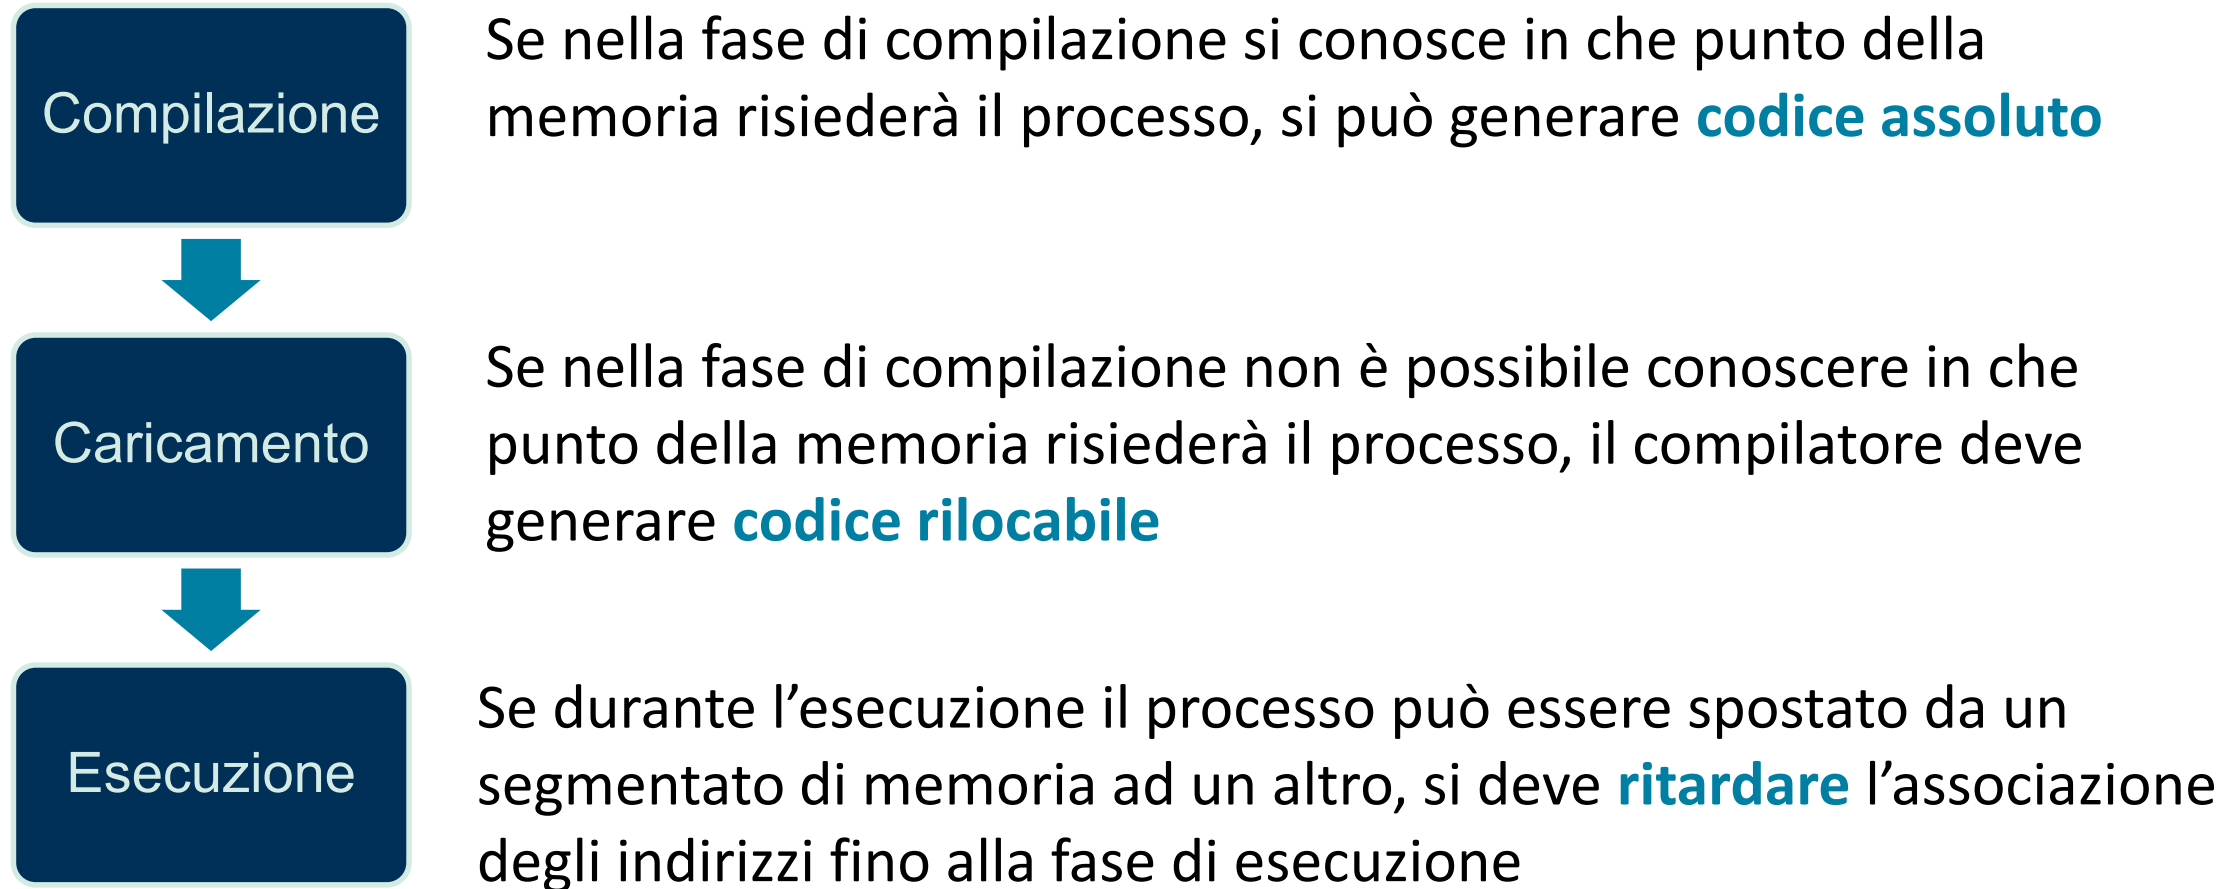 Compilazione
Se nella fase di compilazione si conosce in che punto della
memoria risiederà il processo, si può generare codice assoluto
Caricamento
Se nella fase di compilazione non è possibile conoscere in che
punto della memoria risiederà il processo, il compilatore deve
generare codice rilocabile
Esecuzione
Se durante l’esecuzione il processo può essere spostato da un
segmentato di memoria ad un altro, si deve ritardare l’associazione
degli indirizzi fino alla fase di esecuzione